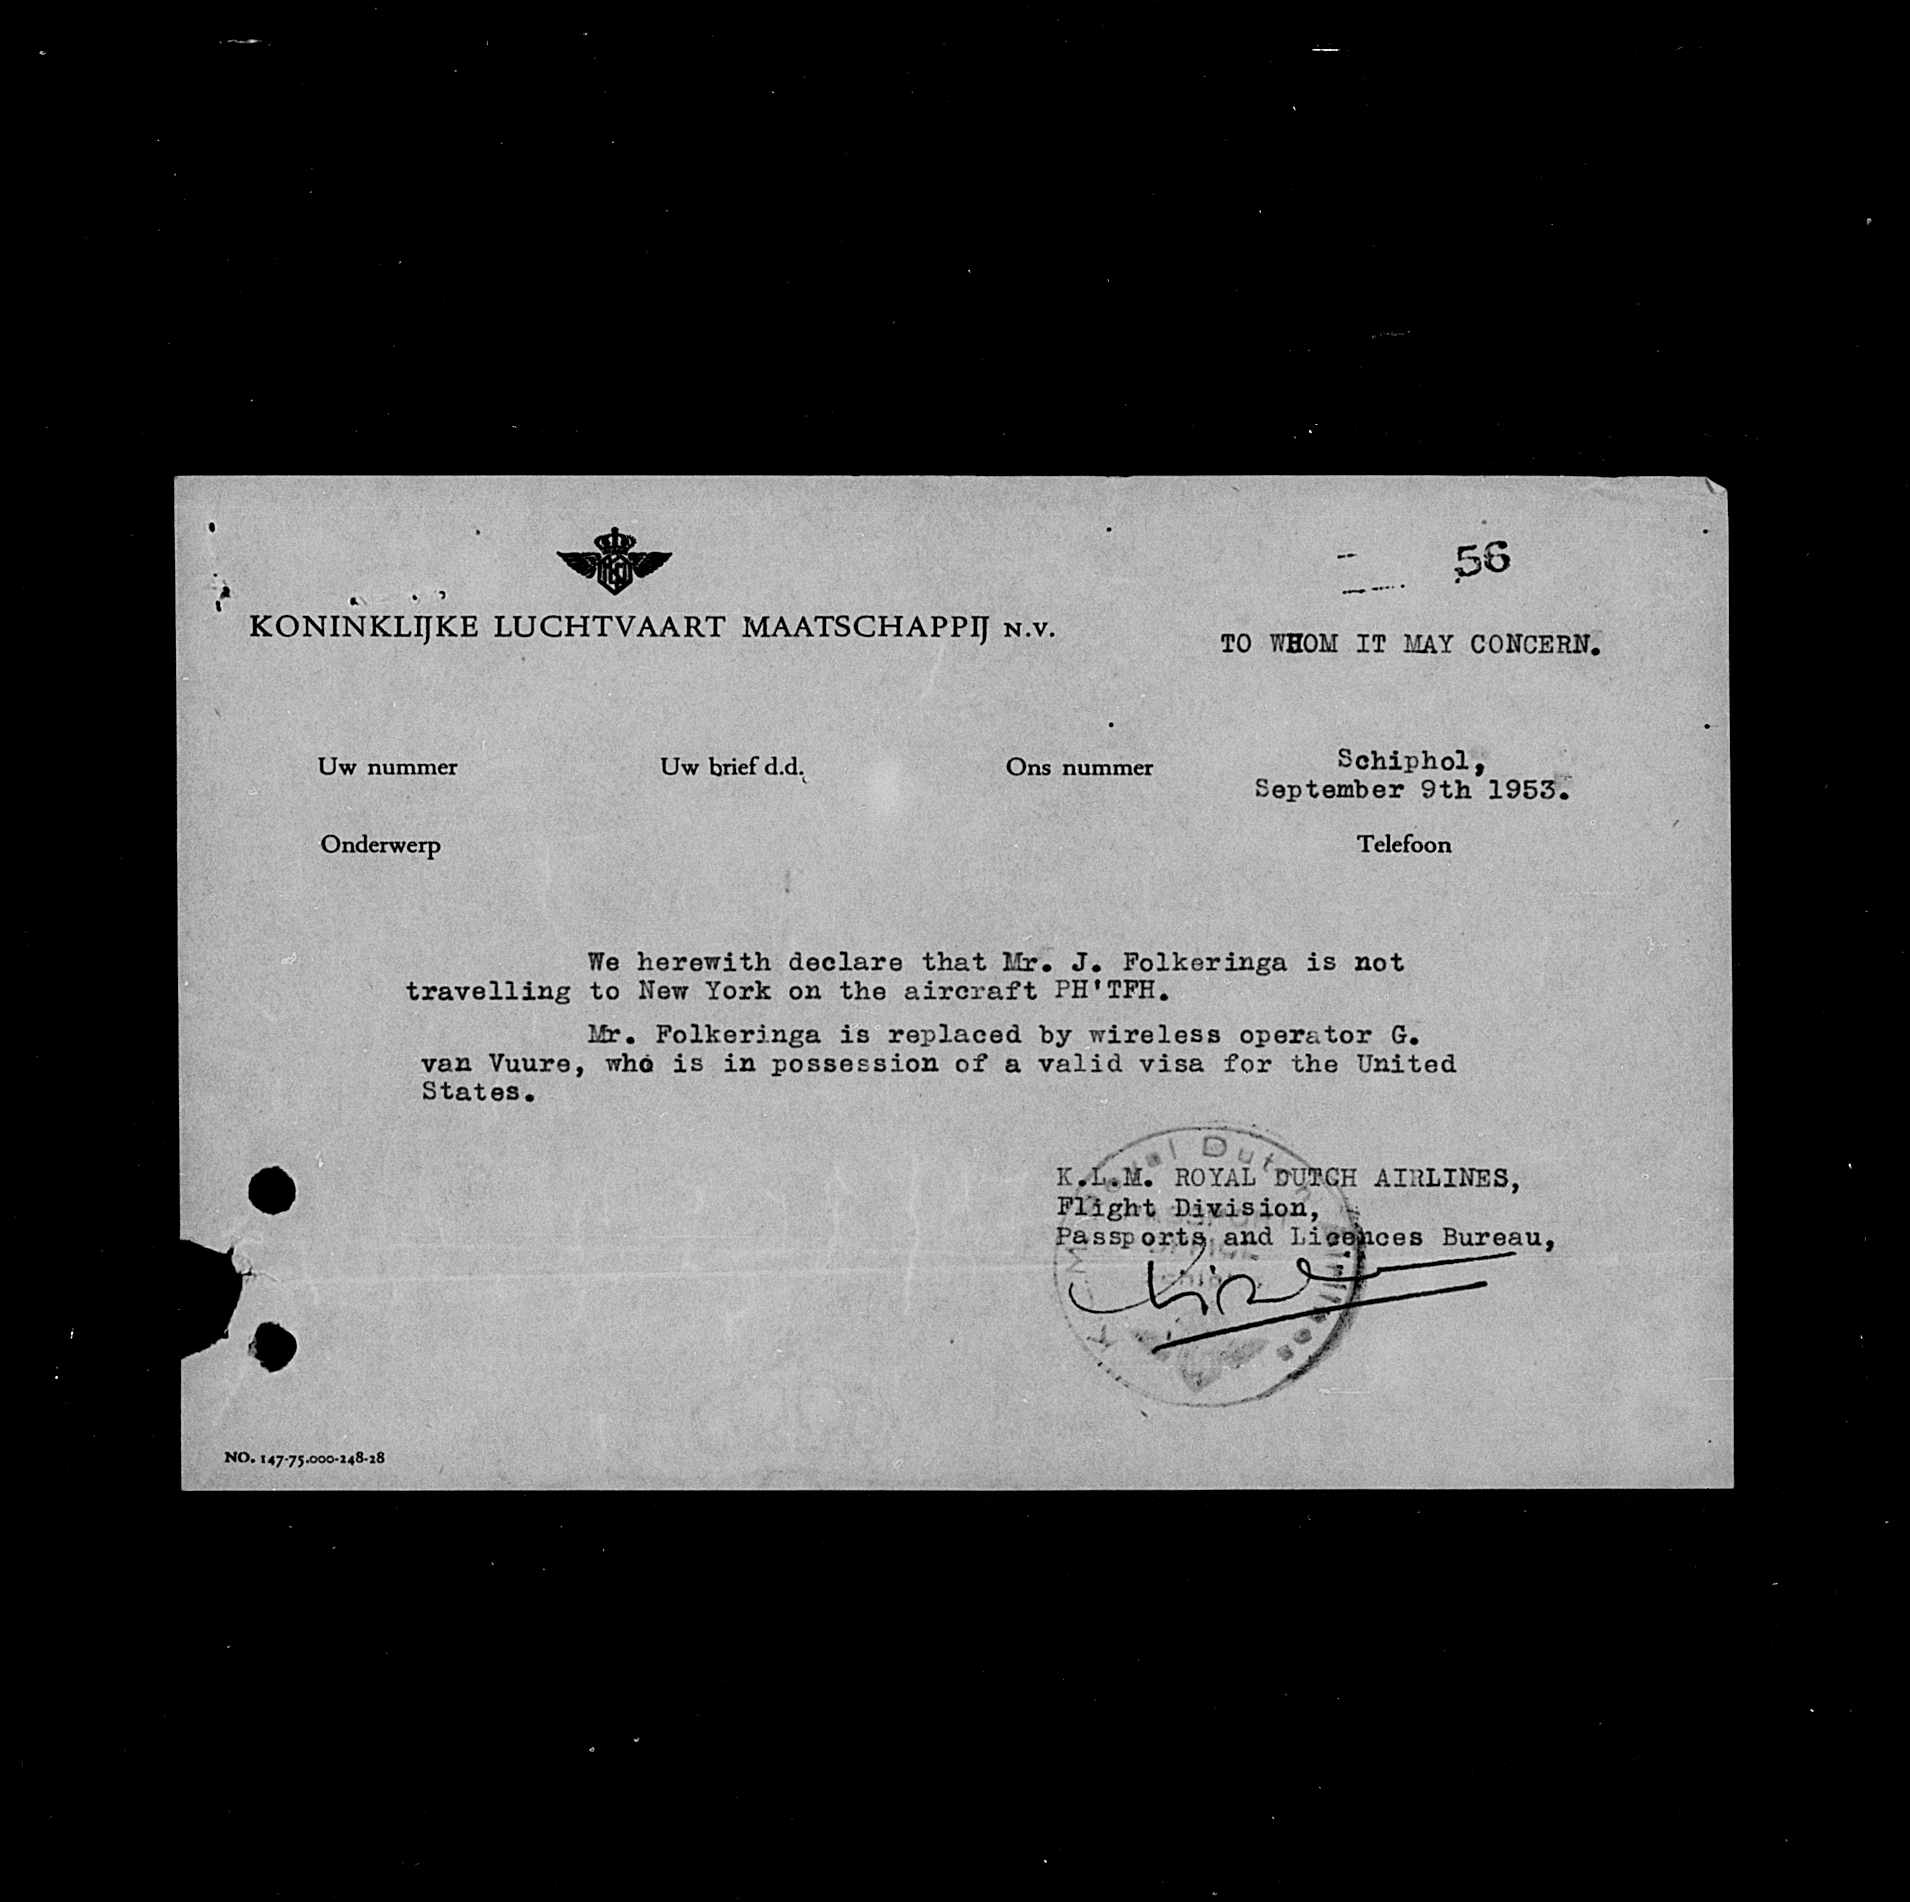 56
KONINKLIJKE LUCHTVAART MAATSCHAPPIJ N.V.
TO WHOM IT MAY CONCERN.
Uw nummer Uw brief d.d. Ons nummer Schiphol,
September 9th 1953.
Onderwerp Telefoon
We herewith declare that Mr. J. Folkeringa is not
travelling to New York on the aircraft PH'TFH.
Mr. Folkeringa is replaced by wireless operator G.
van Vuure, who is in possession of a valid visa for the United
States.
K.L.M. ROYAL DUTCH AIRLINES,
Flight Division,
Passports and Licences Bureau,
NO. 147-75.000-248-28